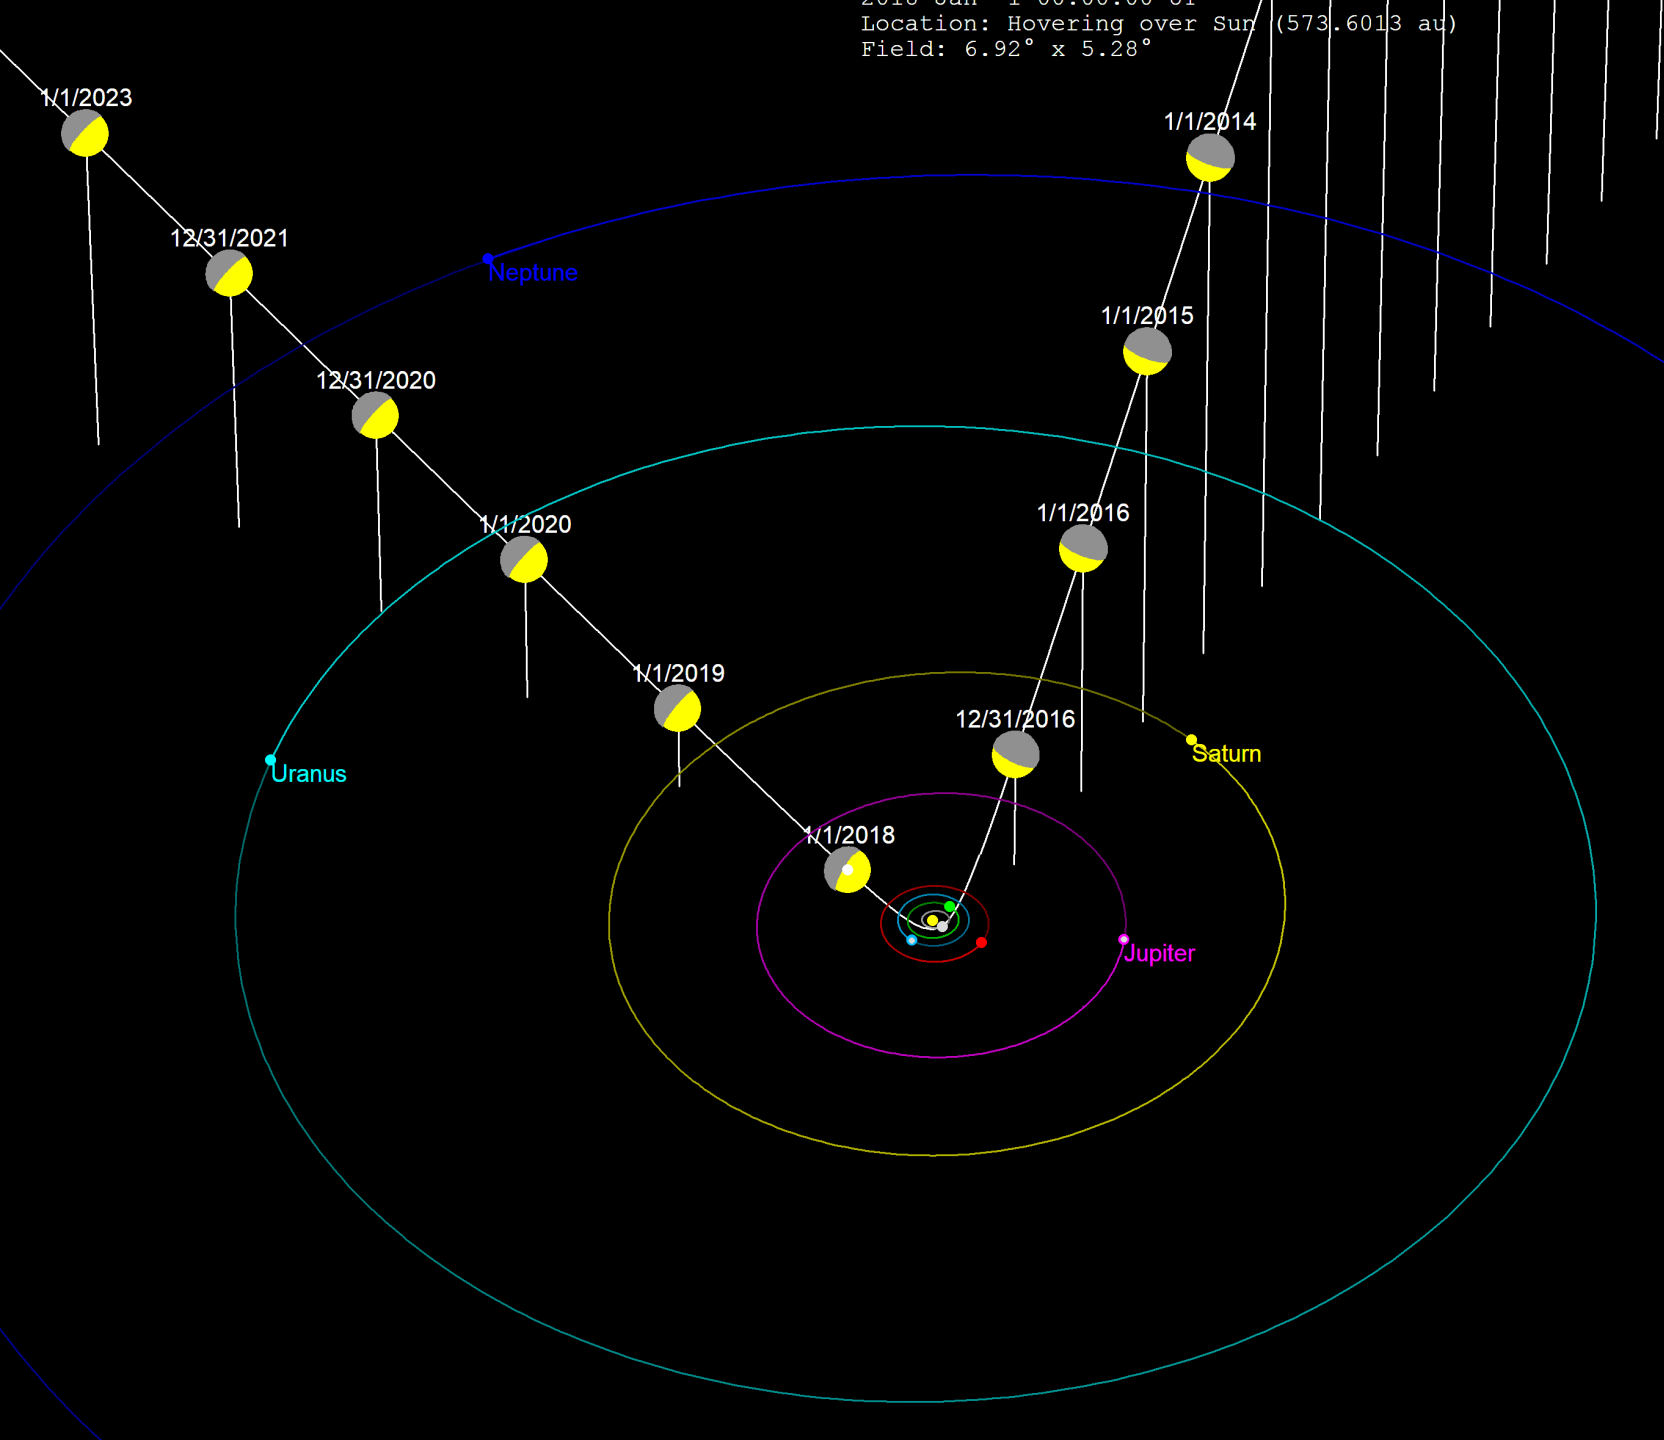 Location: Hovering over Sun (573.6013 au)
Field: 6.92° x 5.28°
1/1/2023
1/1/2014
12/31/2021
Neptune
1/1/2015
12/31/2020
1/1/2020
1/1/2016
1/1/2019
12/31/2016
Saturn
Uranus
1/1/2018
Jupiter